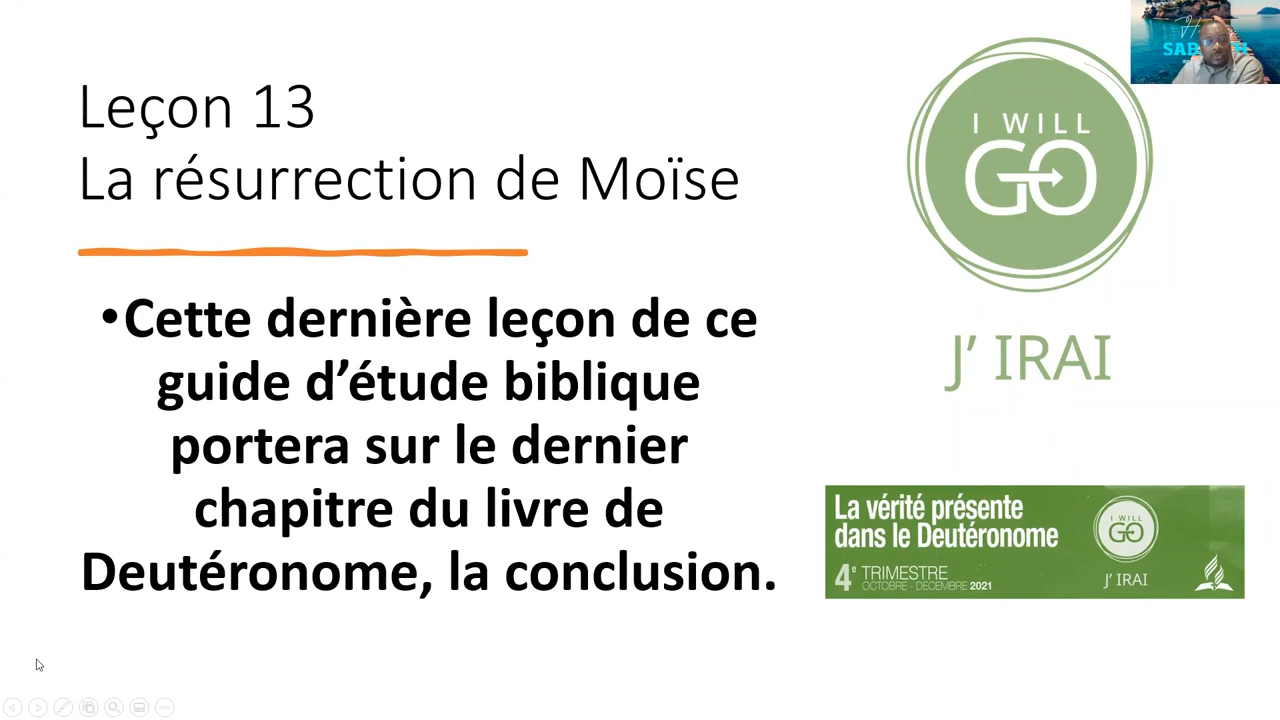 Leçon 13
La résurrection de Moïse
•Cette dernière leçon de ce
guide d’étude biblique
portera sur le dernier
chapitre du livre de
Deutéronome, la conclusion.
I WILL
GO
J’ IRAI
La vérité présente
dans le Deutéronome
4e TRIMESTRE
OCTOBRE - DÉCEMBRE 2021
I WILL
GO
J’ IRAI